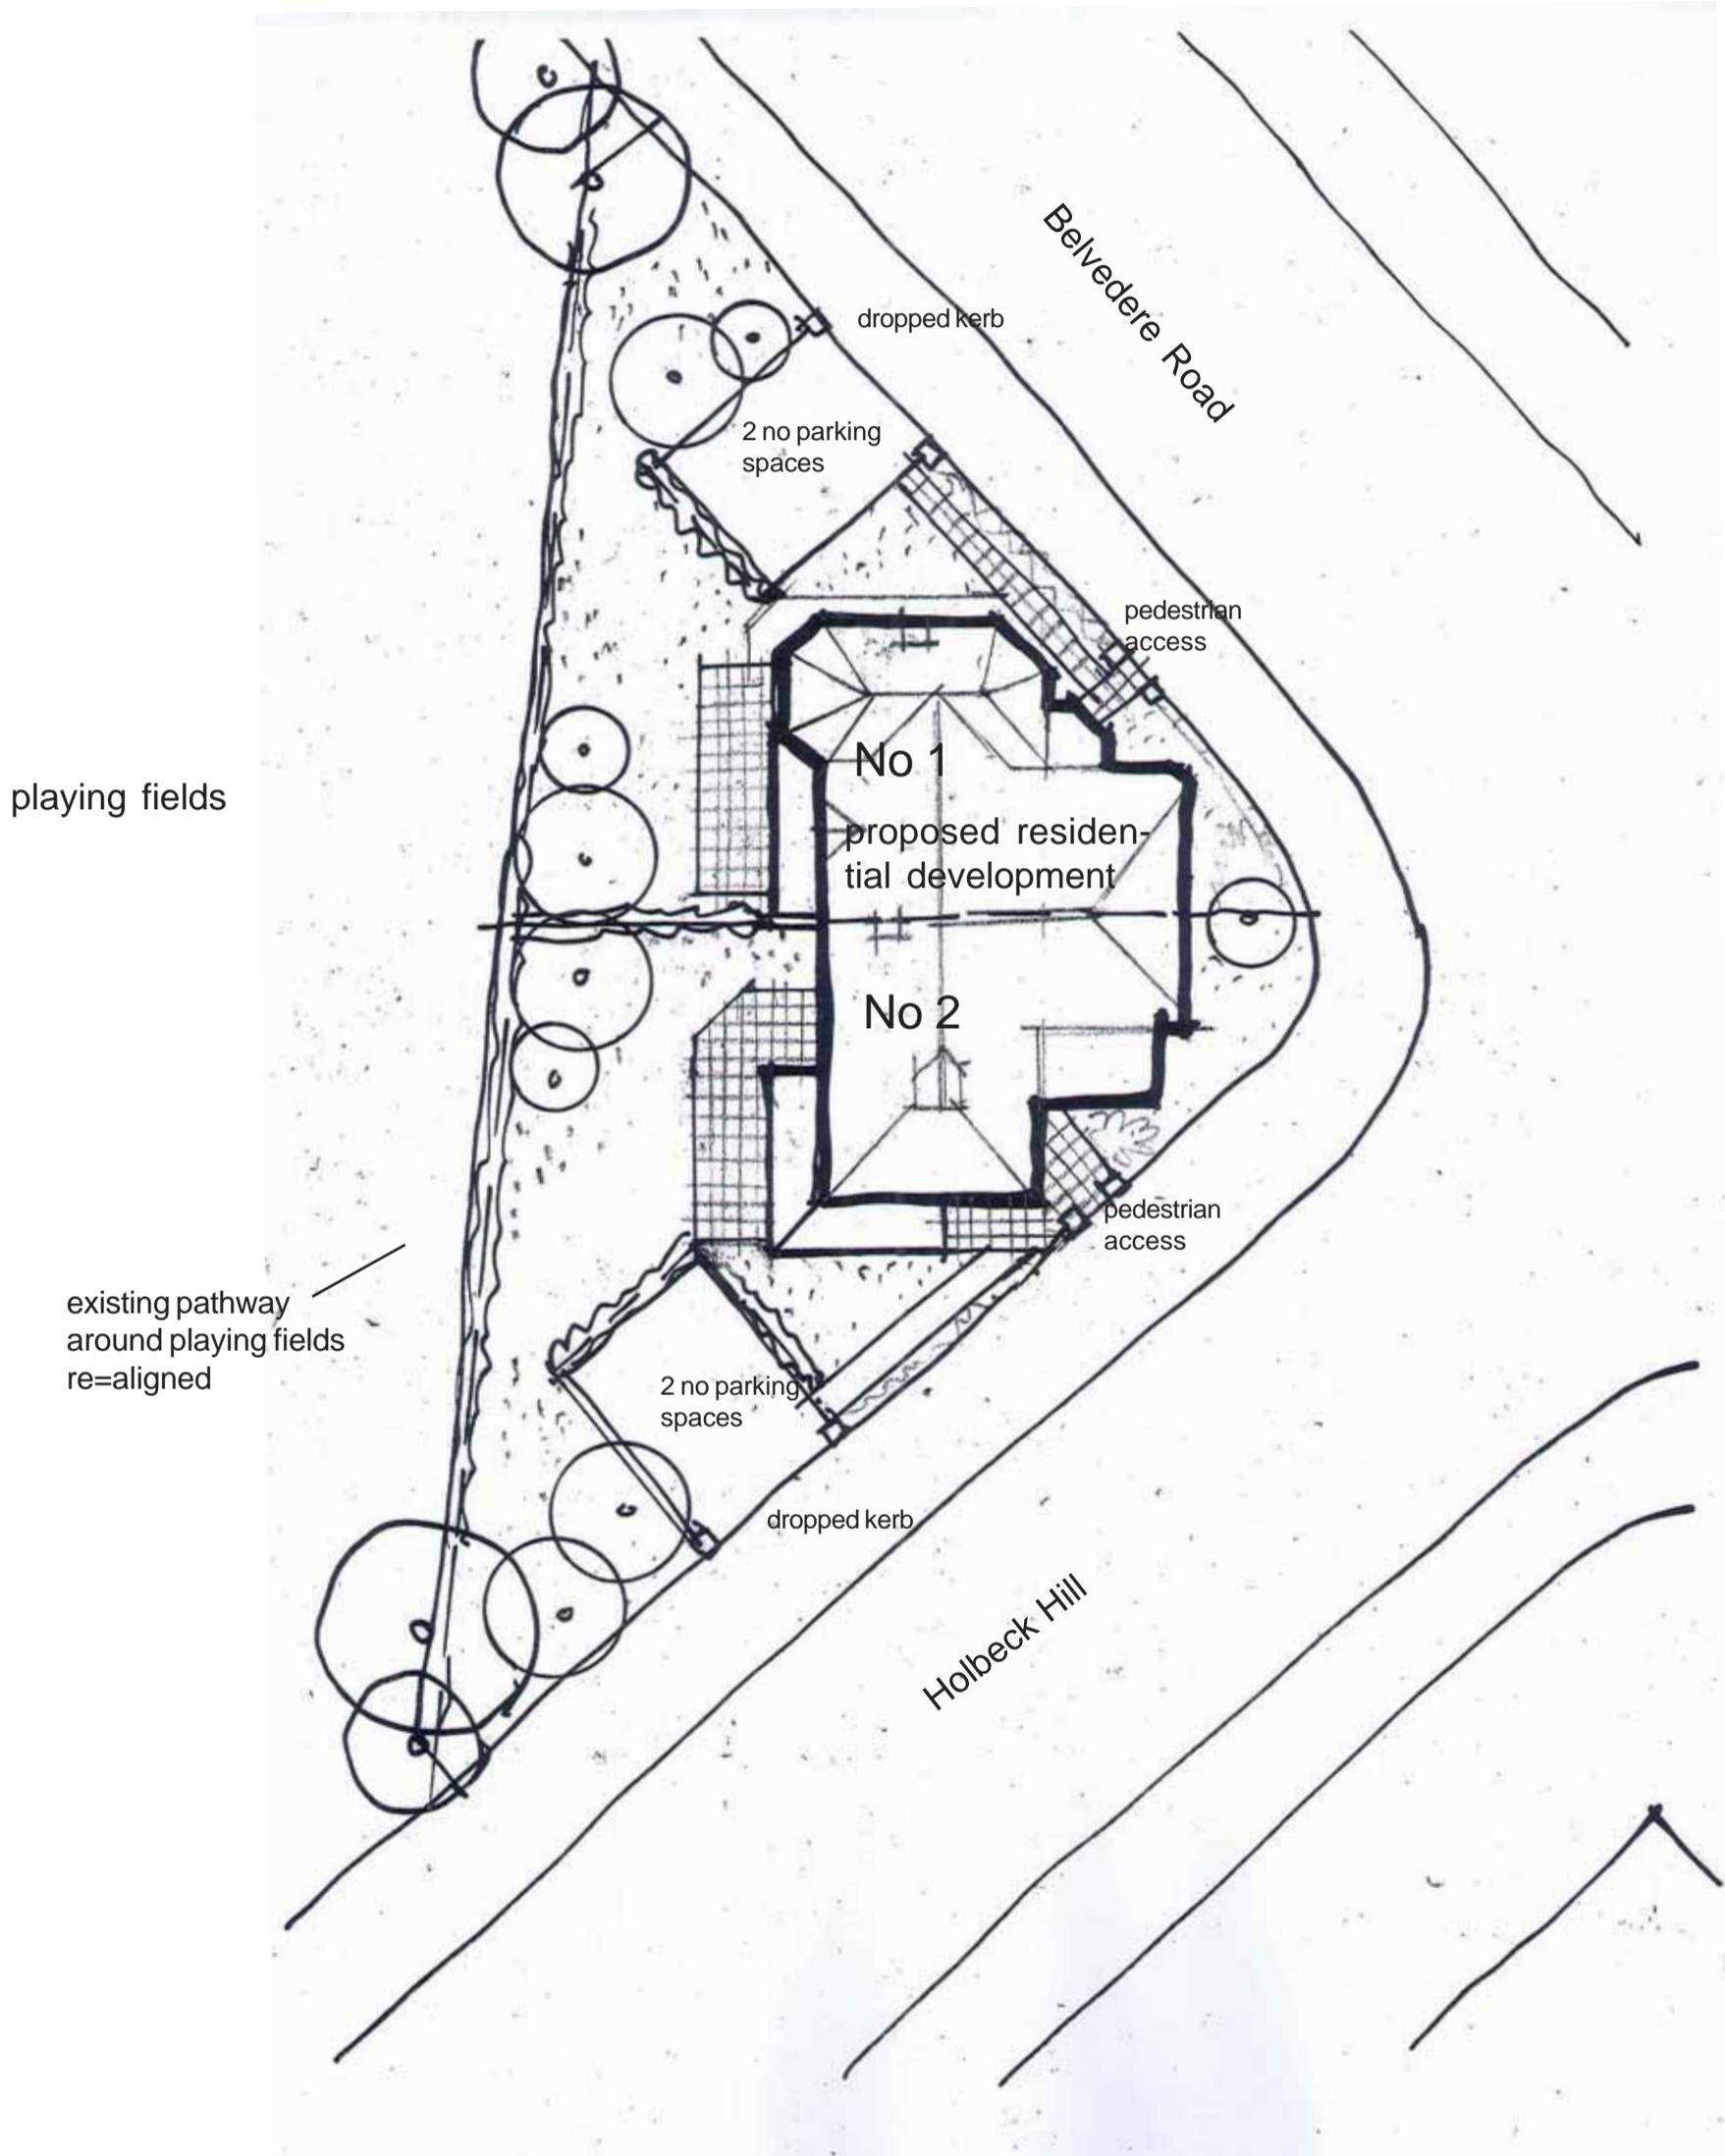 Belvedere Road
dropped kerb
2 no parking
spaces
pedestrian
access
No 1
playing fields
proposed residen-
tial development
No 2
pedestrian
access
existing pathway
around playing fields
re=aligned
2 no parking
spaces
dropped kerb
Holbeck Hill